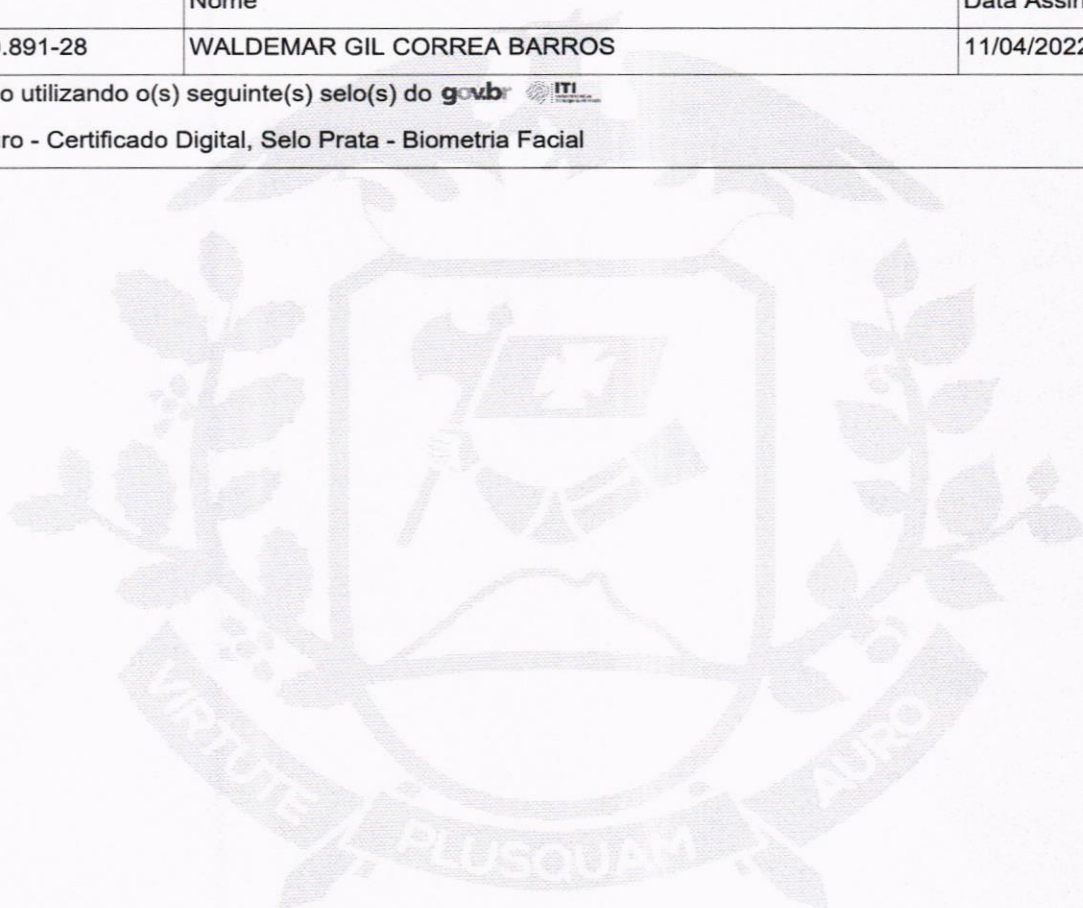 Nome Data Assin
.891-28 WALDEMAR GIL CORREA BARROS 11/04/2022
o utilizando o(s) seguinte(s) selo(s) do gov.br ITI
ro - Certificado Digital, Selo Prata - Biometria Facial
VIRTUTE PLUSQUAM AURO